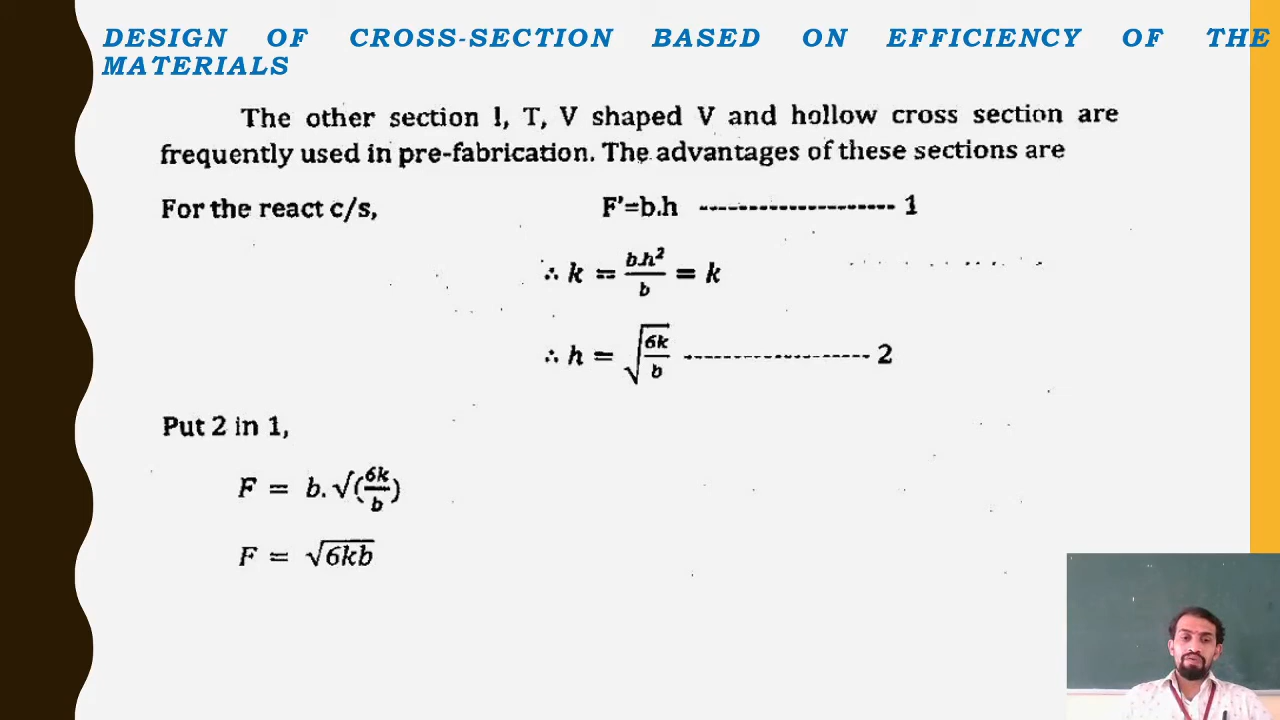 DESIGN OF CROSS-SECTION BASED ON EFFICIENCY OF THE
MATERIALS
The other section I, T, V shaped V and hollow cross section are
frequently used in pre-fabrication. The advantages of these sections are
For the react c/s, F'=b.h -------------------- 1
∴ k = b.h²/b = k
∴ h = √(6k/b) -------------------- 2
Put 2 in 1,
F = b. √(6k/b)
F = √6kb